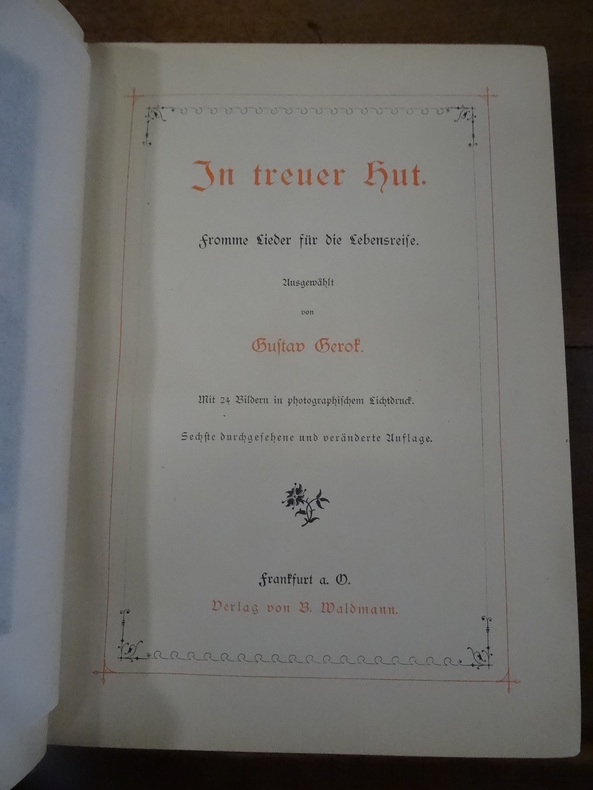 In treuer Hut.
Fromme Lieder für die Lebensreise.
Ausgewählt
von
Gustav Gerok.
Mit 24 Bildern in photographischem Lichtdruck.
Sechste durchgesehene und veränderte Auflage.
Frankfurt a. O.
Verlag von B. Waldmann.